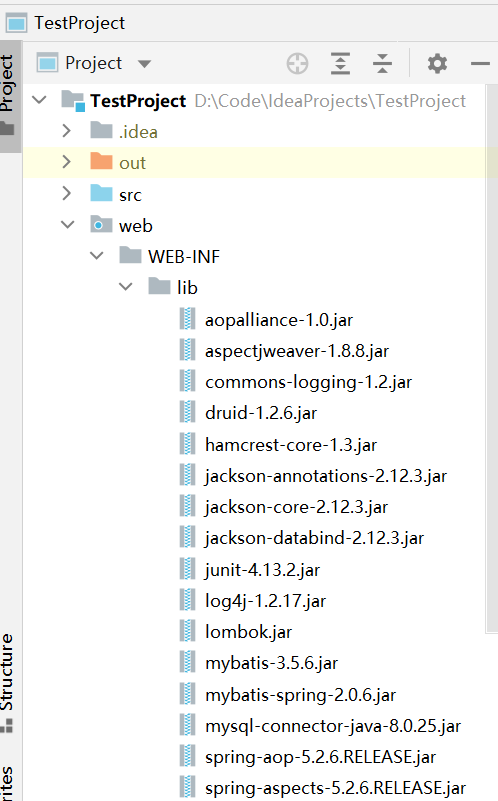 TestProject
Project
Project
TestProject D:\Code\IdeaProjects\TestProject
.idea
out
src
web
WEB-INF
lib
aopalliance-1.0.jar
aspectjweaver-1.8.8.jar
commons-logging-1.2.jar
druid-1.2.6.jar
hamcrest-core-1.3.jar
jackson-annotations-2.12.3.jar
jackson-core-2.12.3.jar
jackson-databind-2.12.3.jar
junit-4.13.2.jar
log4j-1.2.17.jar
lombok.jar
mybatis-3.5.6.jar
mybatis-spring-2.0.6.jar
mysql-connector-java-8.0.25.jar
spring-aop-5.2.6.RELEASE.jar
spring-aspects-5.2.6.RELEASE.jar
Structure